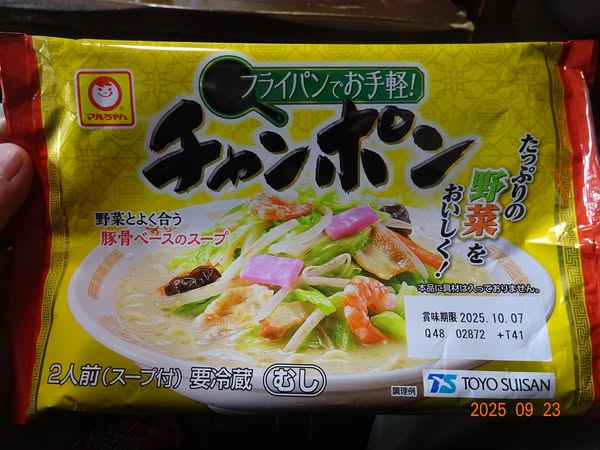 フライパンでお手軽!
マルちゃん
チャンポン
たっぷりの
野菜を
おいしく!
野菜とよく合う
豚骨ベースのスープ
本品に具材は入っておりません。
賞味期限 2025.10.07
Q48 02872 +T41
2人前(スープ付) 要冷蔵 むし
調理例
TS TOYO SUISAN
2025 09 23